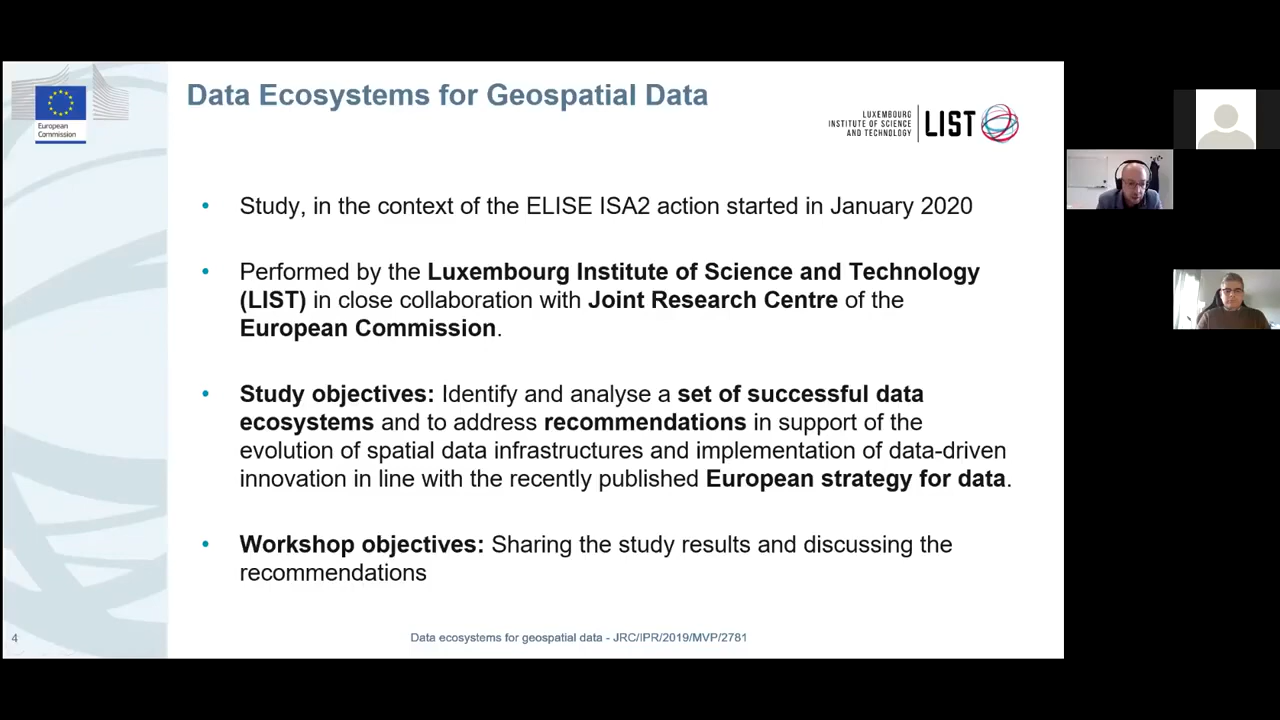 Data Ecosystems for Geospatial Data
European
Commission
LUXEMBOURG
INSTITUTE OF SCIENCE
AND TECHNOLOGY
LIST
• Study, in the context of the ELISE ISA2 action started in January 2020
• Performed by the Luxembourg Institute of Science and Technology
(LIST) in close collaboration with Joint Research Centre of the
European Commission.
• Study objectives: Identify and analyse a set of successful data
ecosystems and to address recommendations in support of the
evolution of spatial data infrastructures and implementation of data-driven
innovation in line with the recently published European strategy for data.
• Workshop objectives: Sharing the study results and discussing the
recommendations
4
Data ecosystems for geospatial data - JRC/IPR/2019/MVP/2781